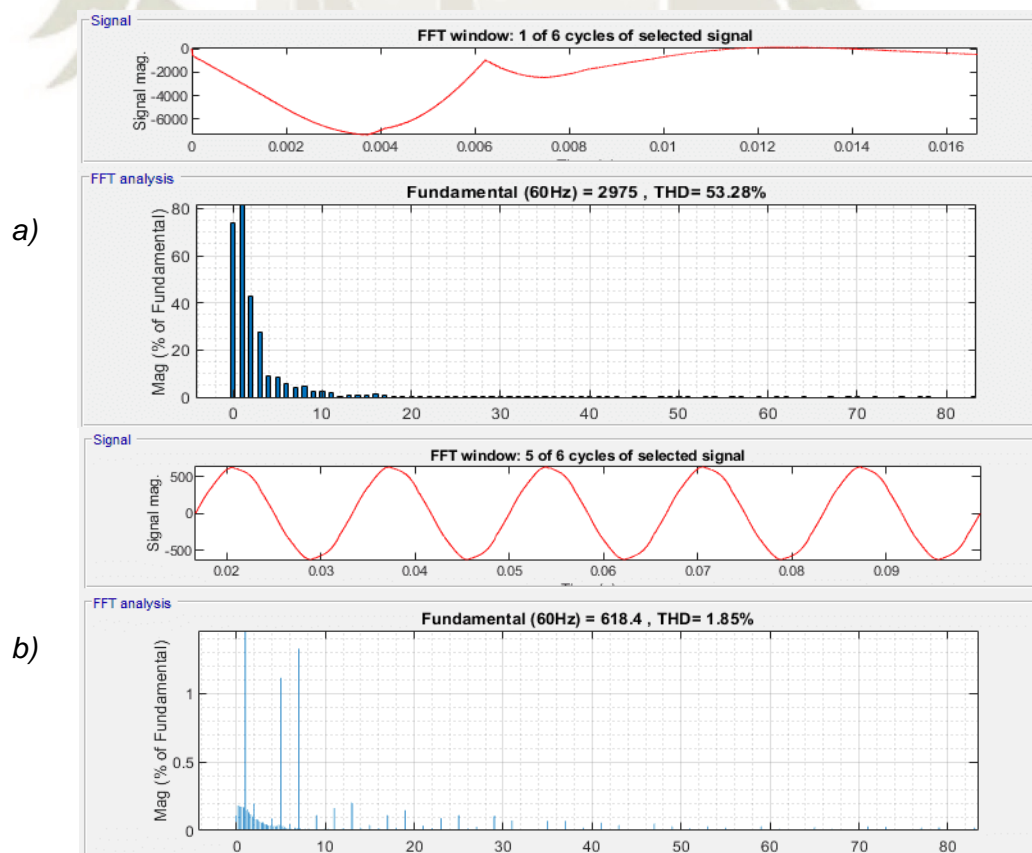 Signal
FFT window: 1 of 6 cycles of selected signal
Signal mag.
0
-2000
-4000
-6000
0 0.002 0.004 0.006 0.008 0.01 0.012 0.014 0.016
FFT analysis
Fundamental (60Hz) = 2975 , THD= 53.28%
a)
Mag (% of Fundamental)
80
60
40
20
0
0 10 20 30 40 50 60 70 80
Signal
FFT window: 5 of 6 cycles of selected signal
Signal mag.
500
0
-500
0.02 0.03 0.04 0.05 0.06 0.07 0.08 0.09
FFT analysis
Fundamental (60Hz) = 618.4 , THD= 1.85%
b)
Mag (% of Fundamental)
1
0.5
0
0 10 20 30 40 50 60 70 80